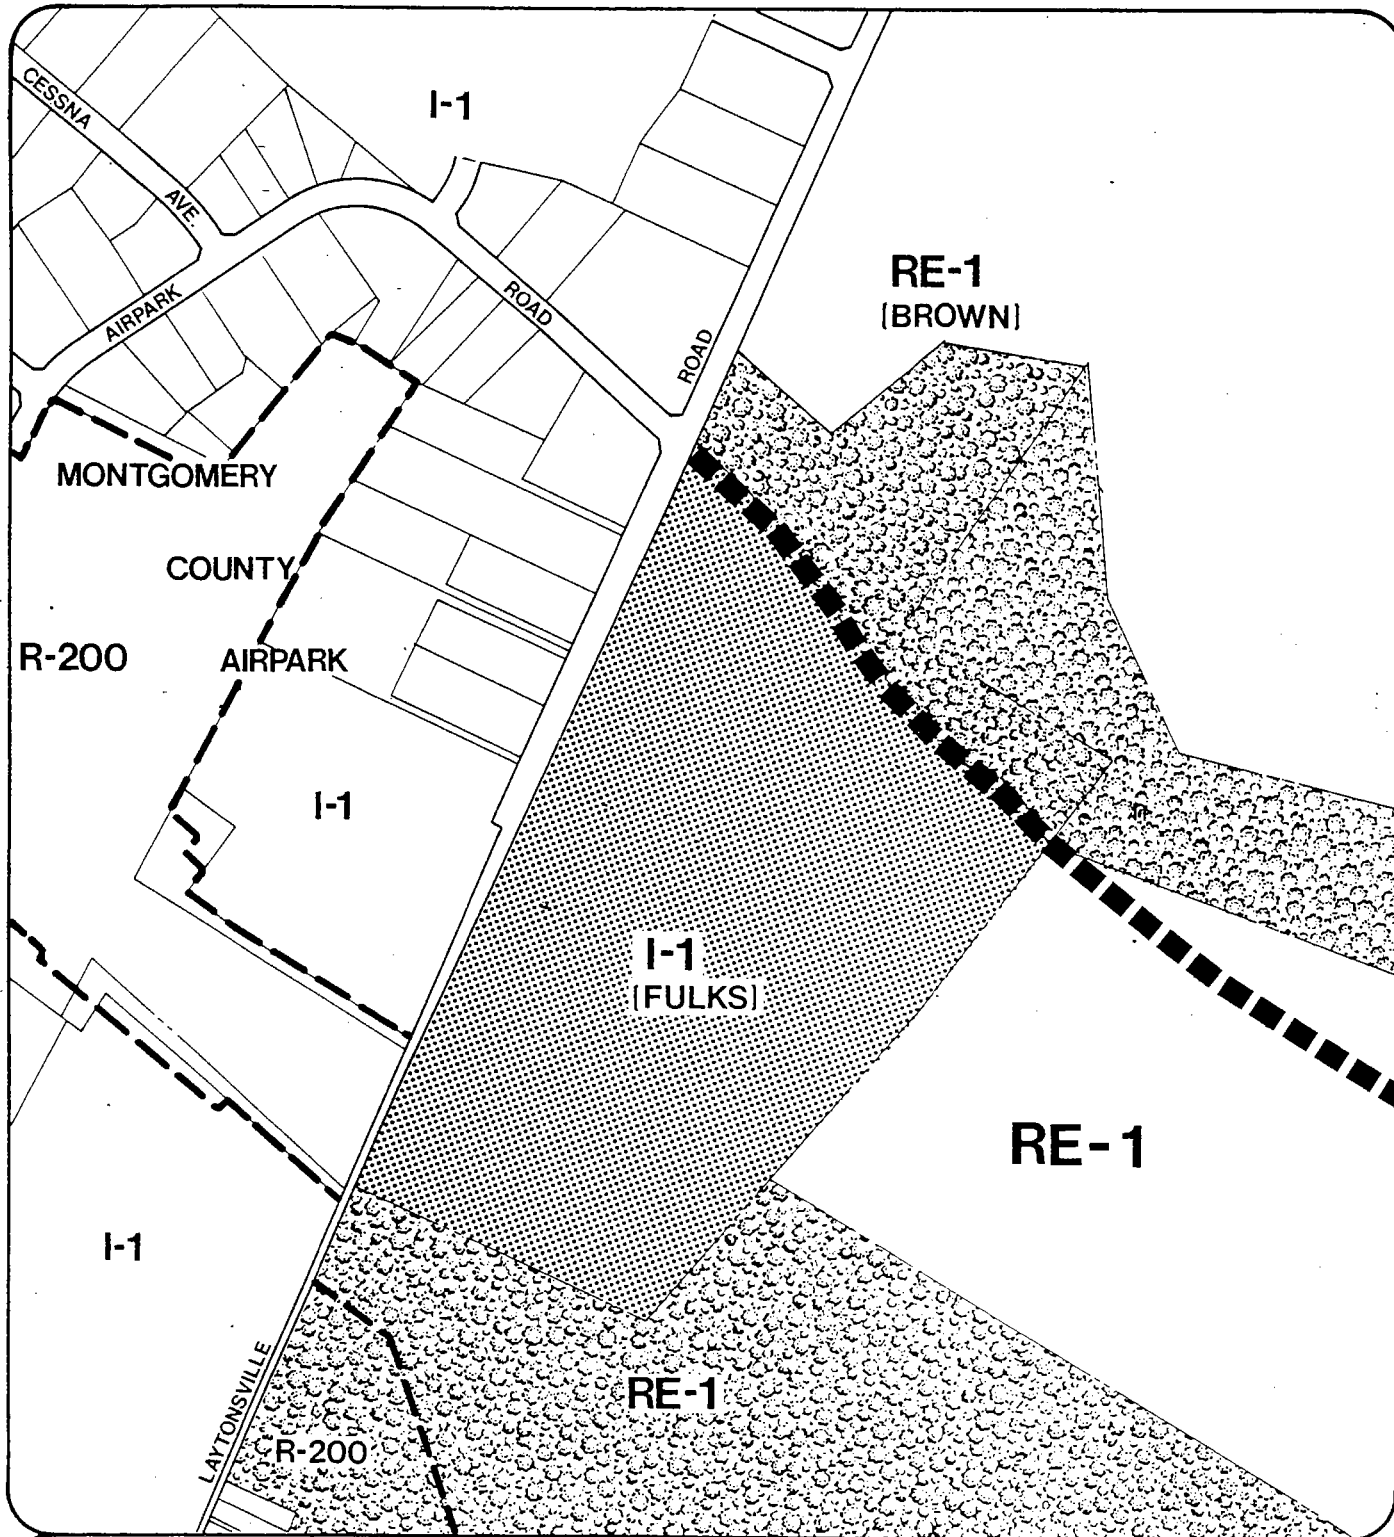 CESSNA
AVE.
I-1
AIRPARK
ROAD
ROAD
RE-1
[BROWN]
MONTGOMERY
COUNTY
AIRPARK
R-200
I-1
I-1
[FULKS]
RE-1
I-1
LAYTONSVILLE
RE-1
R-200